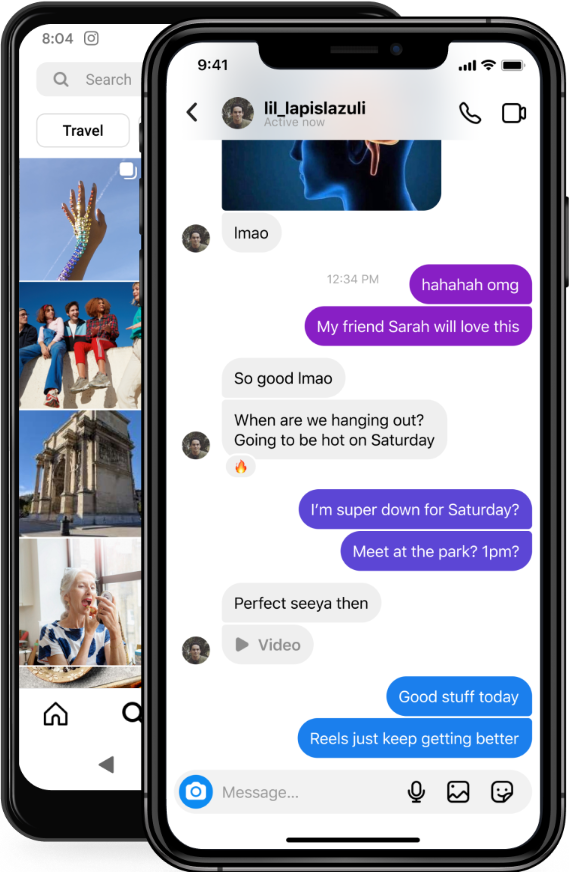 8:04
Search
Travel
9:41
lil_lapislazuli
Active now
lmao
12:34 PM
hahahah omg
My friend Sarah will love this
So good lmao
When are we hanging out?
Going to be hot on Saturday
I'm super down for Saturday?
Meet at the park? 1pm?
Perfect seeya then
Video
Good stuff today
Reels just keep getting better
Message...